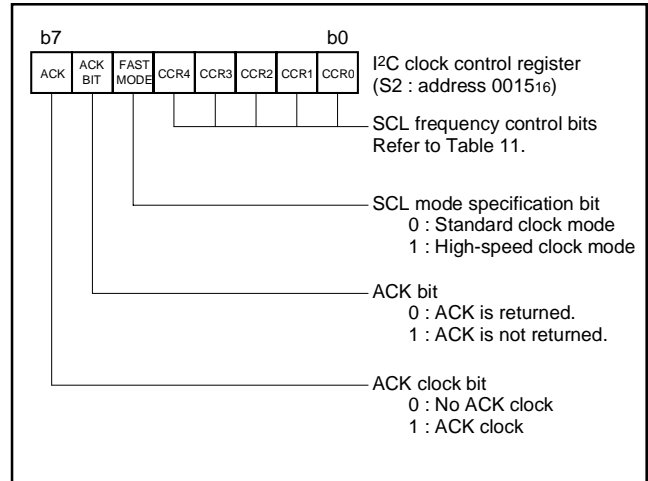 b7 b0
ACK ACK BIT FAST MODE CCR4 CCR3 CCR2 CCR1 CCR0
I²C clock control register
(S2 : address 0015₁₆)
SCL frequency control bits
Refer to Table 11.
SCL mode specification bit
0 : Standard clock mode
1 : High-speed clock mode
ACK bit
0 : ACK is returned.
1 : ACK is not returned.
ACK clock bit
0 : No ACK clock
1 : ACK clock